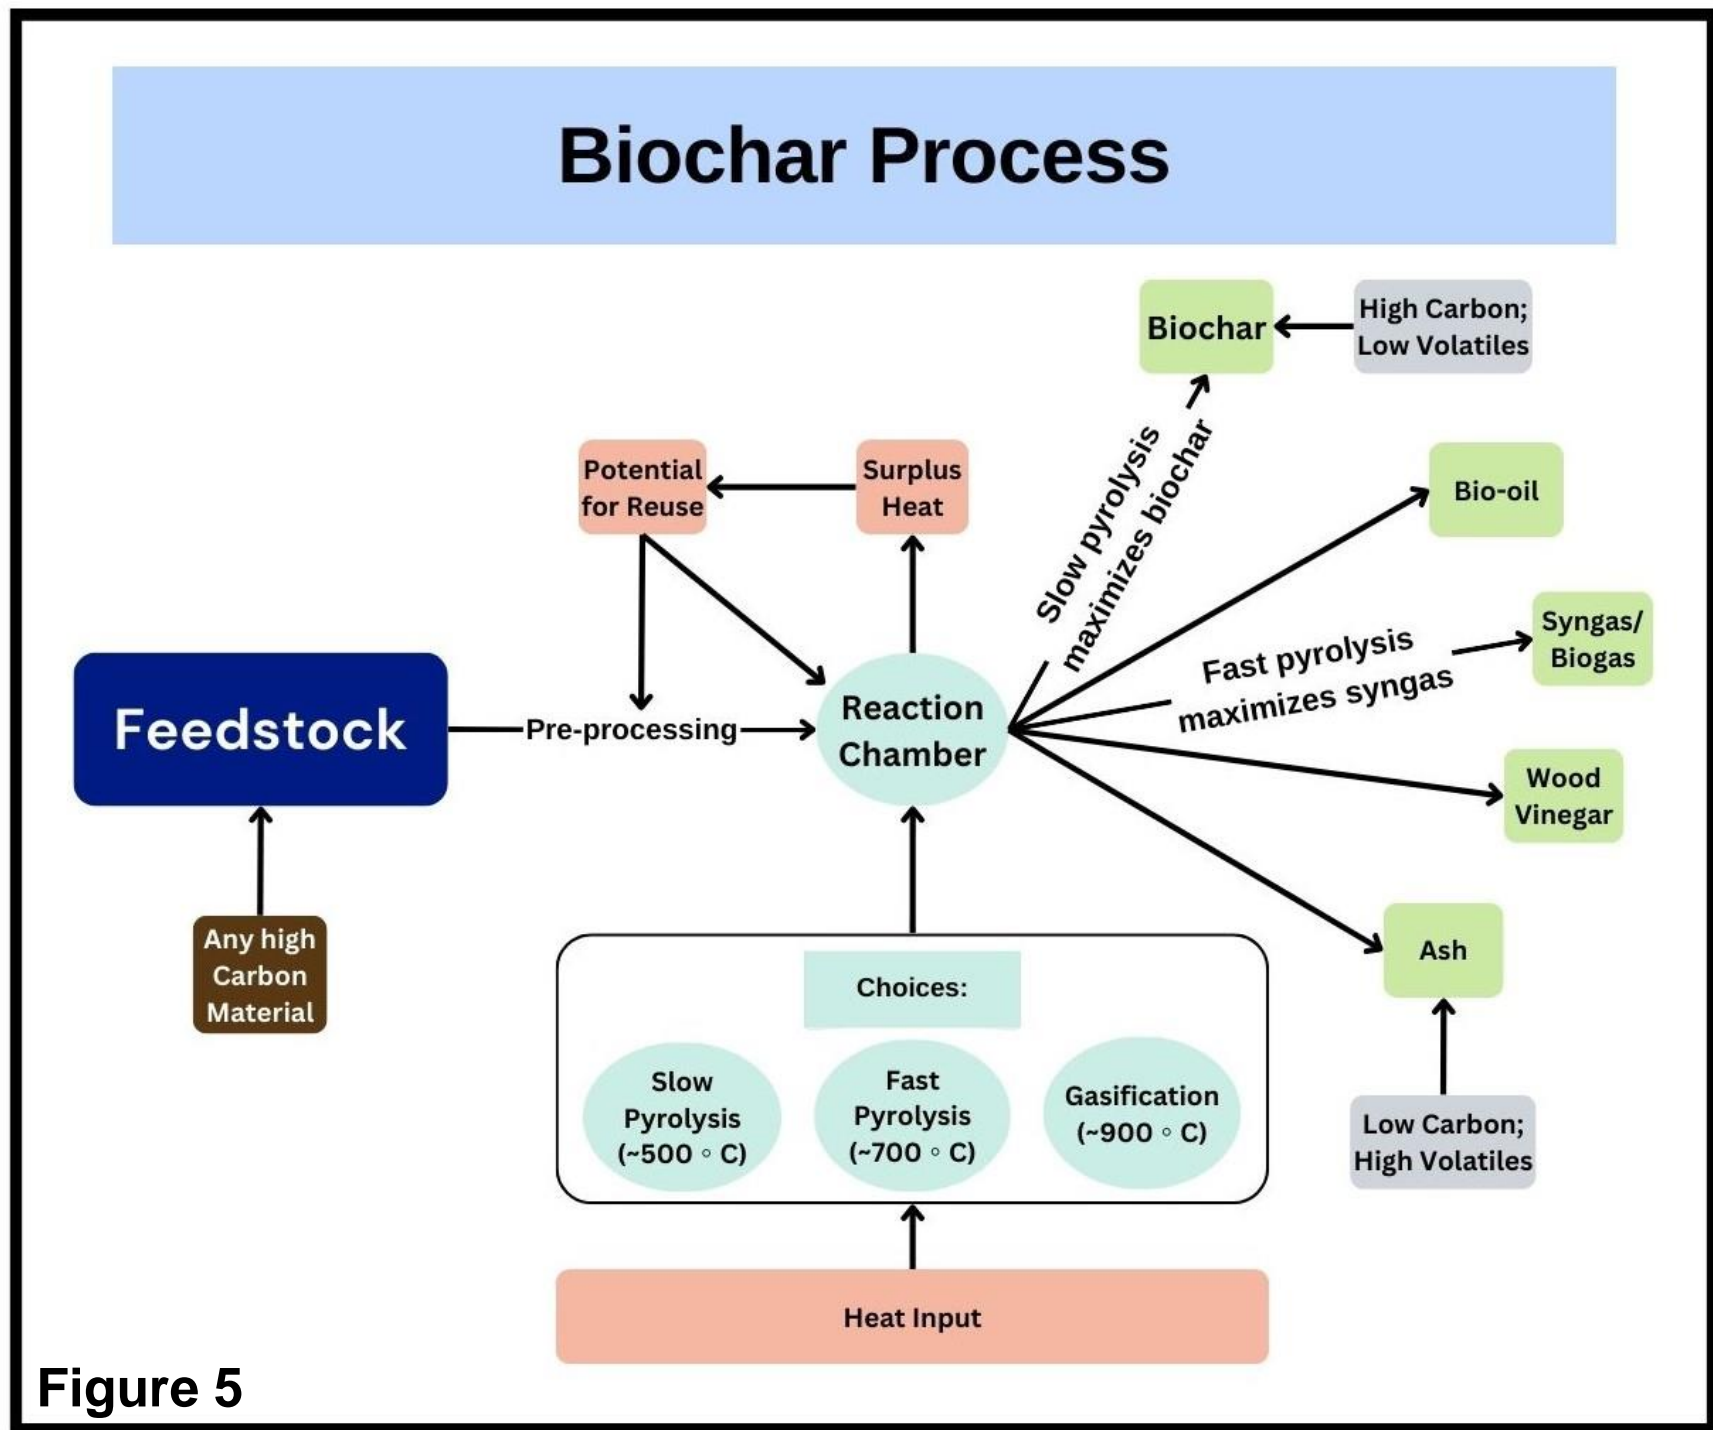 Biochar Process
Biochar
High Carbon;
Low Volatiles
Potential
for Reuse
Surplus
Heat
Slow pyrolysis
maximizes biochar
Bio-oil
Fast pyrolysis
maximizes syngas
Syngas/
Biogas
Feedstock
Pre-processing
Reaction
Chamber
Wood
Vinegar
Any high
Carbon
Material
Ash
Choices:
Slow
Pyrolysis
(~500 ◦ C)
Fast
Pyrolysis
(~700 ◦ C)
Gasification
(~900 ◦ C)
Low Carbon;
High Volatiles
Heat Input
Figure 5